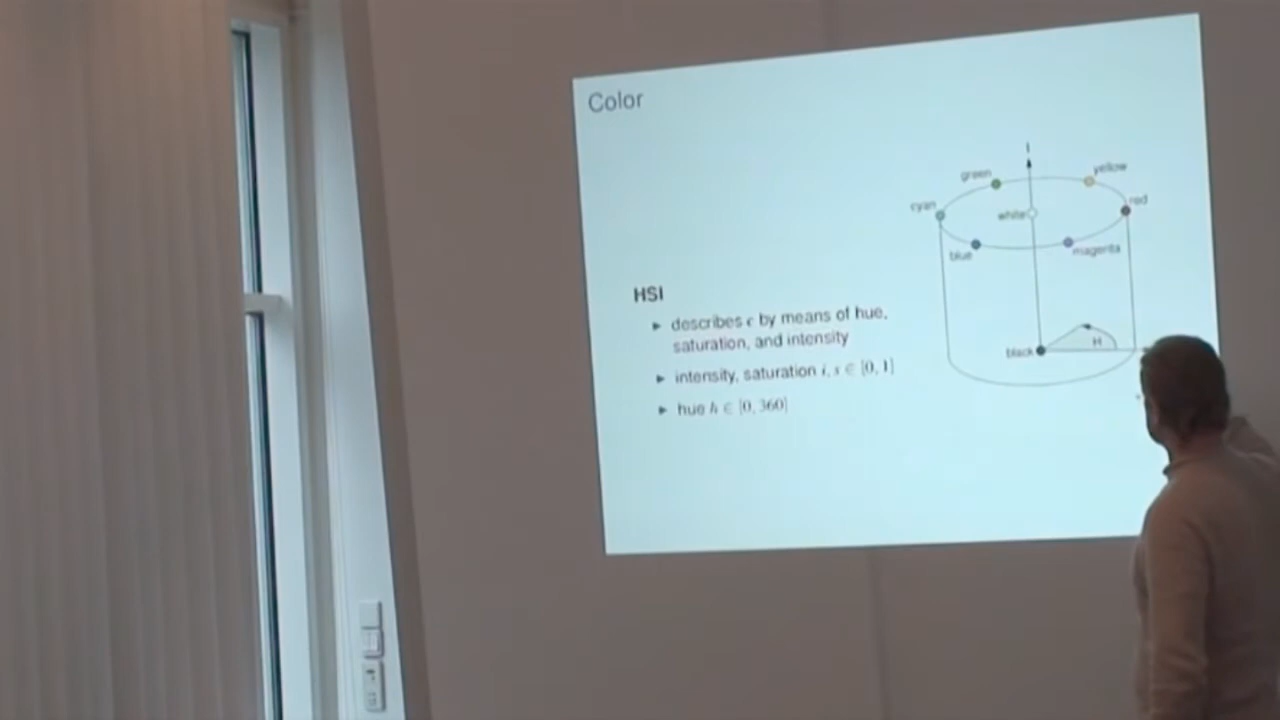 Color
I
green
yellow
cyan
white
red
blue
magenta
HSI
describes c by means of hue,
saturation, and intensity
black
H
intensity, saturation i, s ∈ [0, 1]
hue h ∈ [0, 360]